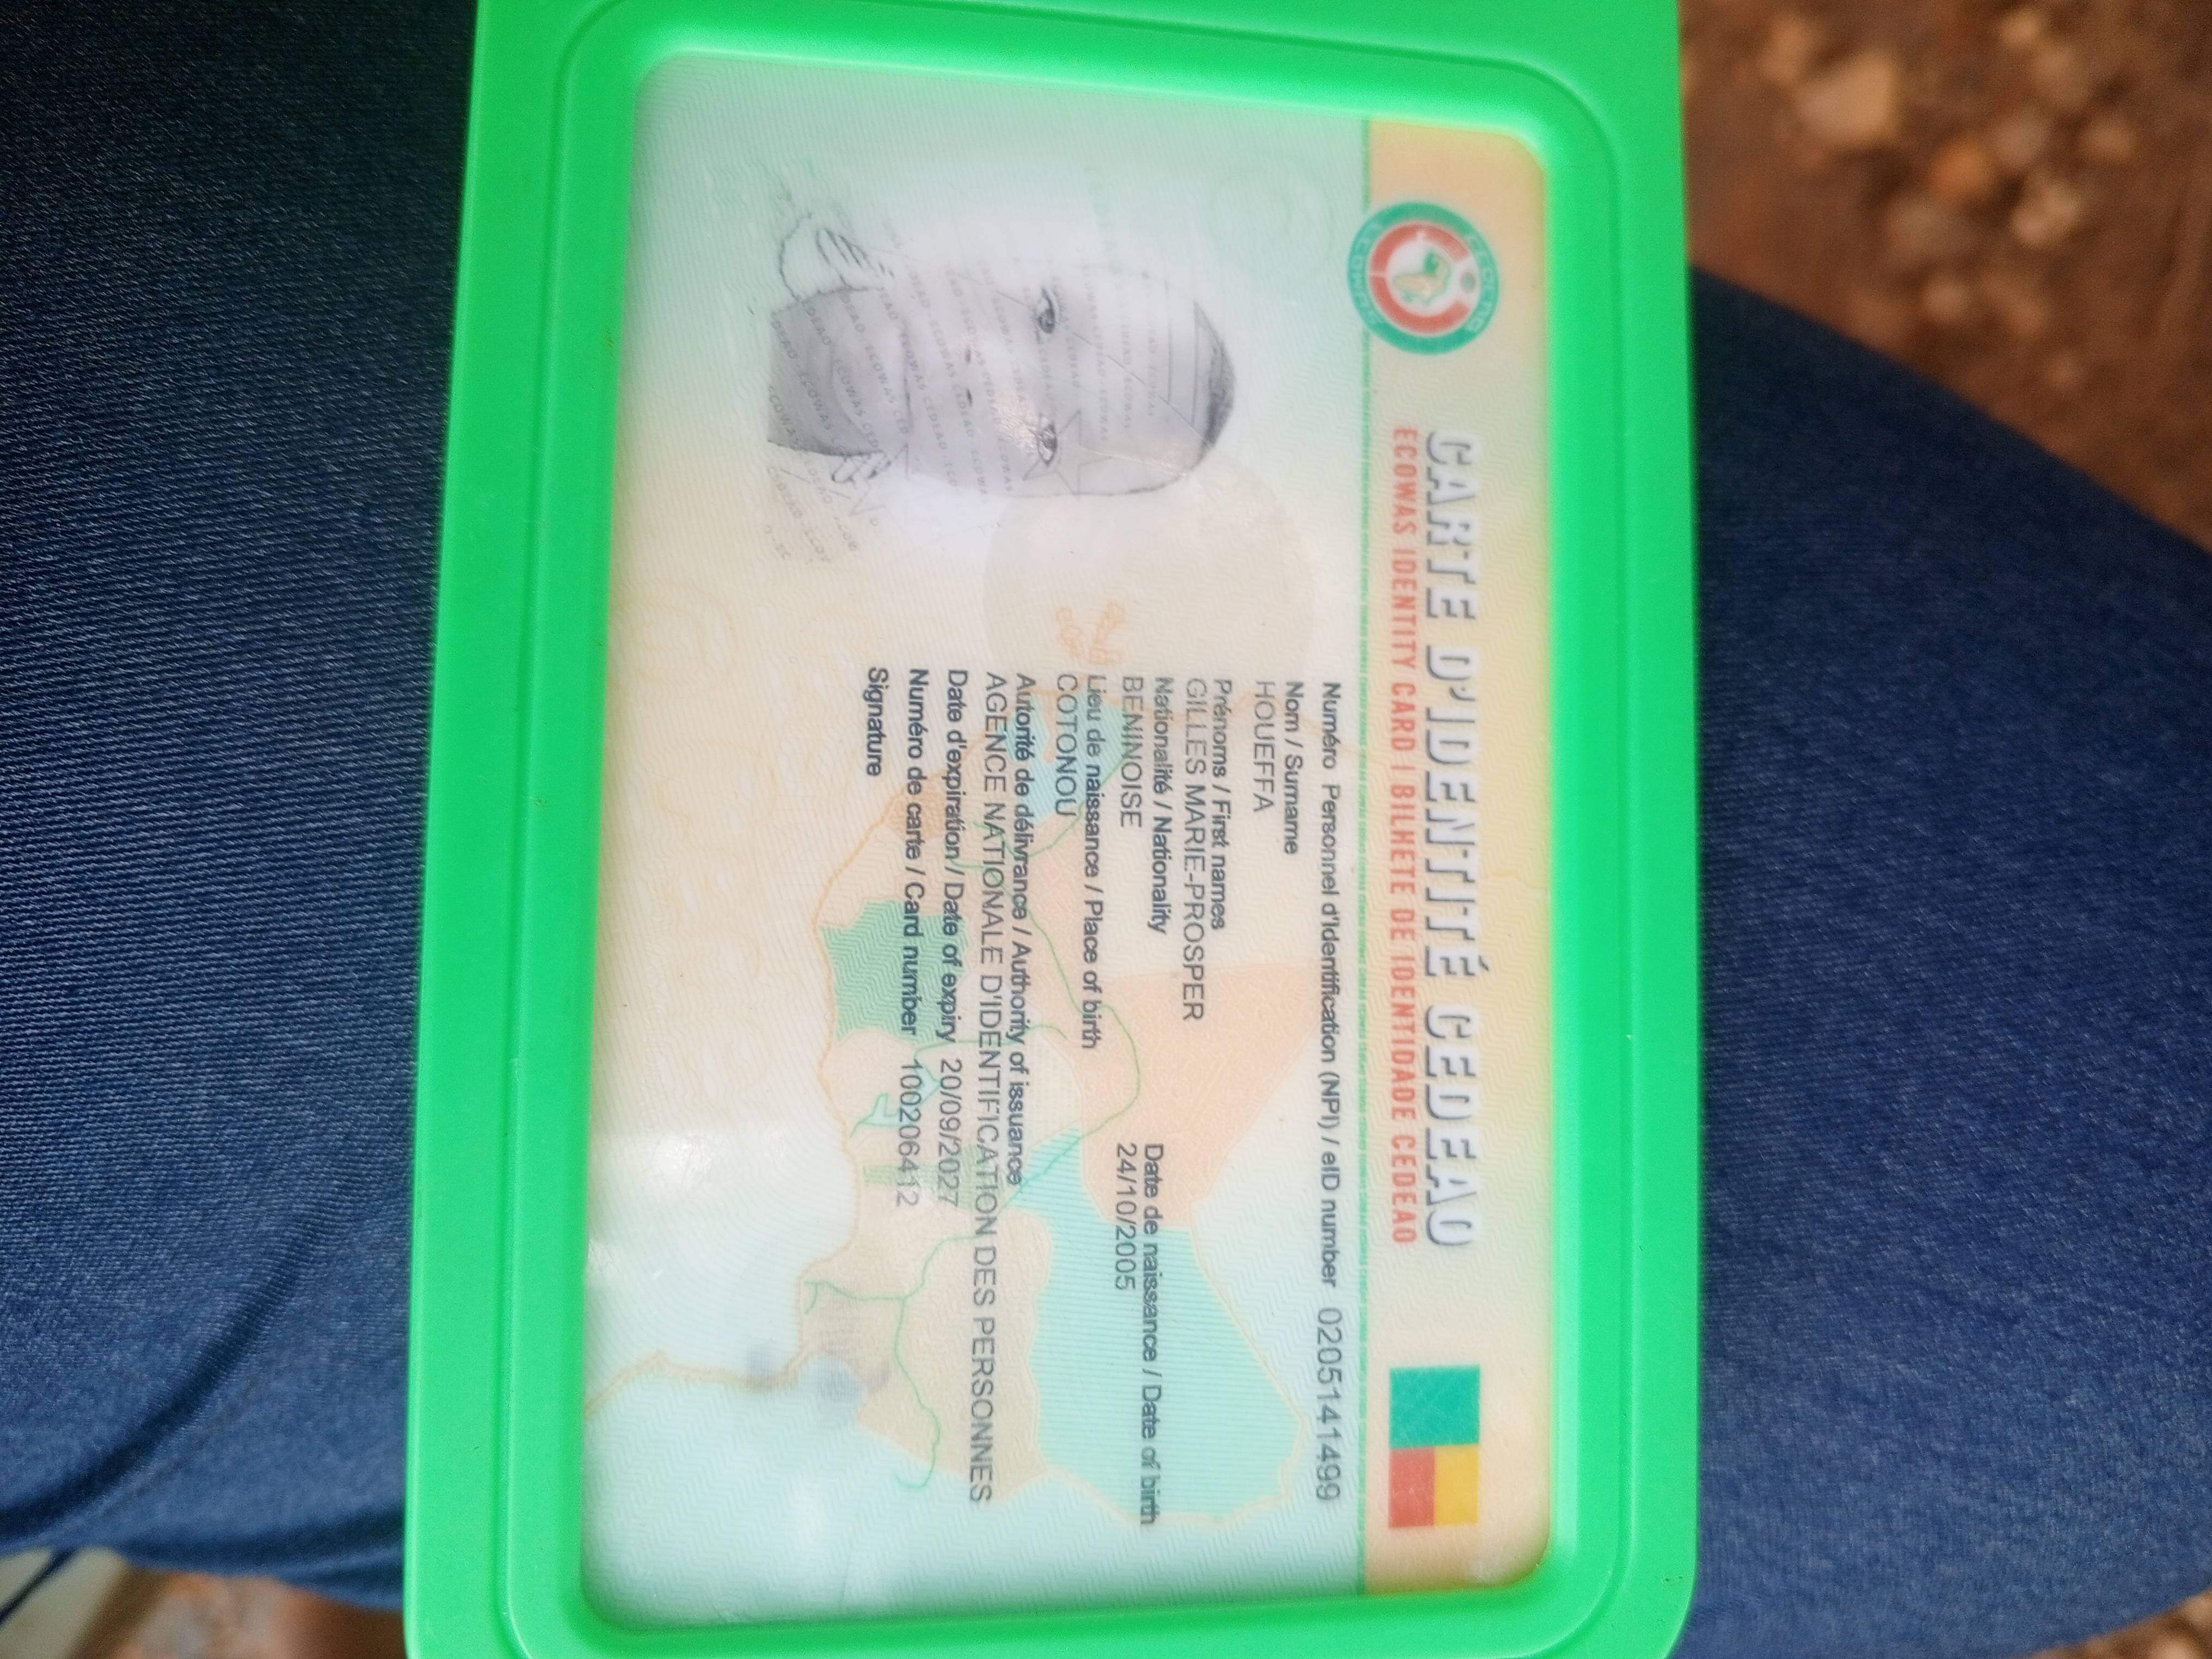 CARTE D'IDENTITÉ CEDEAO
ECOWAS IDENTITY CARD | BILHETE DE IDENTIDADE CEDEAO
Numéro Personnel d'Identification (NPI) / eID number 0205141499
Nom / Surname
HOUEFFA
Prénoms / First names
GILLES MARIE-PROSPER
Nationalité / Nationality
BENINOISE
Date de naissance / Date of birth
24/10/2005
Lieu de naissance / Place of birth
COTONOU
Autorité de délivrance / Authority of issuance
AGENCE NATIONALE D'IDENTIFICATION DES PERSONNES
Date d'expiration / Date of expiry 20/09/2027
Numéro de carte / Card number 100206412
Signature